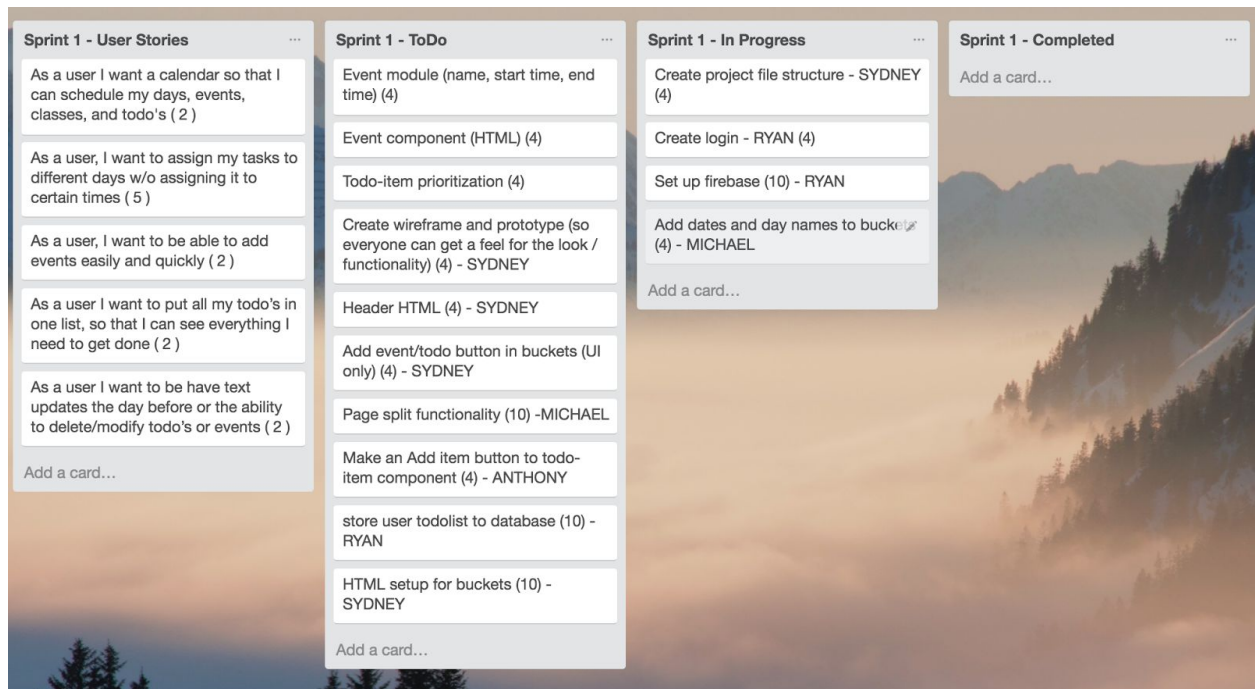 Sprint 1 - User Stories
...
As a user I want a calendar so that I
can schedule my days, events,
classes, and todo's ( 2 )
As a user, I want to assign my tasks to
different days w/o assigning it to
certain times ( 5 )
As a user, I want to be able to add
events easily and quickly ( 2 )
As a user I want to put all my todo’s in
one list, so that I can see everything I
need to get done ( 2 )
As a user I want to be have text
updates the day before or the ability
to delete/modify todo’s or events ( 2 )
Add a card…
Sprint 1 - ToDo
...
Event module (name, start time, end
time) (4)
Event component (HTML) (4)
Todo-item prioritization (4)
Create wireframe and prototype (so
everyone can get a feel for the look /
functionality) (4) - SYDNEY
Header HTML (4) - SYDNEY
Add event/todo button in buckets (UI
only) (4) - SYDNEY
Page split functionality (10) -MICHAEL
Make an Add item button to todo-
item component (4) - ANTHONY
store user todolist to database (10) -
RYAN
HTML setup for buckets (10) -
SYDNEY
Add a card…
Sprint 1 - In Progress
...
Create project file structure - SYDNEY
(4)
Create login - RYAN (4)
Set up firebase (10) - RYAN
Add dates and day names to buckets
(4) - MICHAEL
Add a card…
Sprint 1 - Completed
...
Add a card…